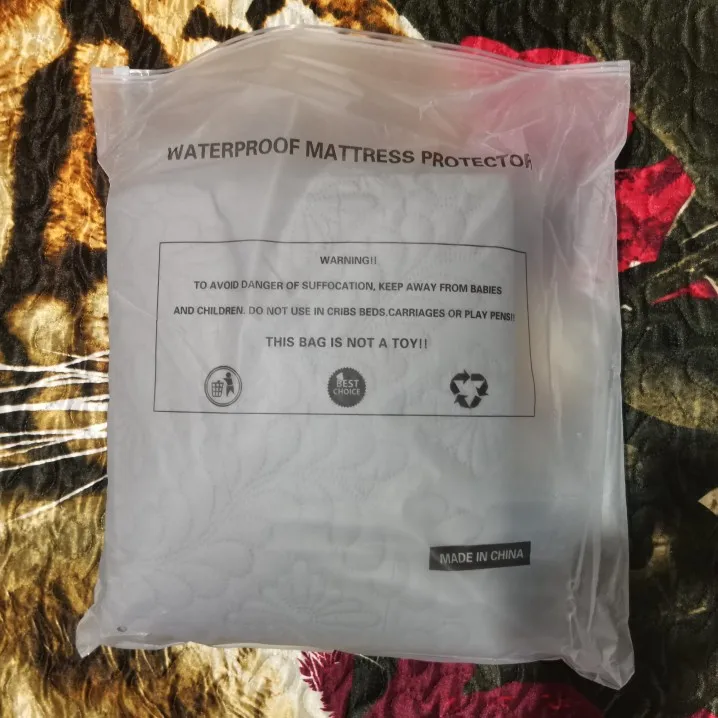 WATERPROOF MATTRESS PROTECTOR
WARNING!!
TO AVOID DANGER OF SUFFOCATION, KEEP AWAY FROM BABIES
AND CHILDREN. DO NOT USE IN CRIBS BEDS.CARRIAGES OR PLAY PENS!!
THIS BAG IS NOT A TOY!!
BEST
CHOICE
MADE IN CHINA